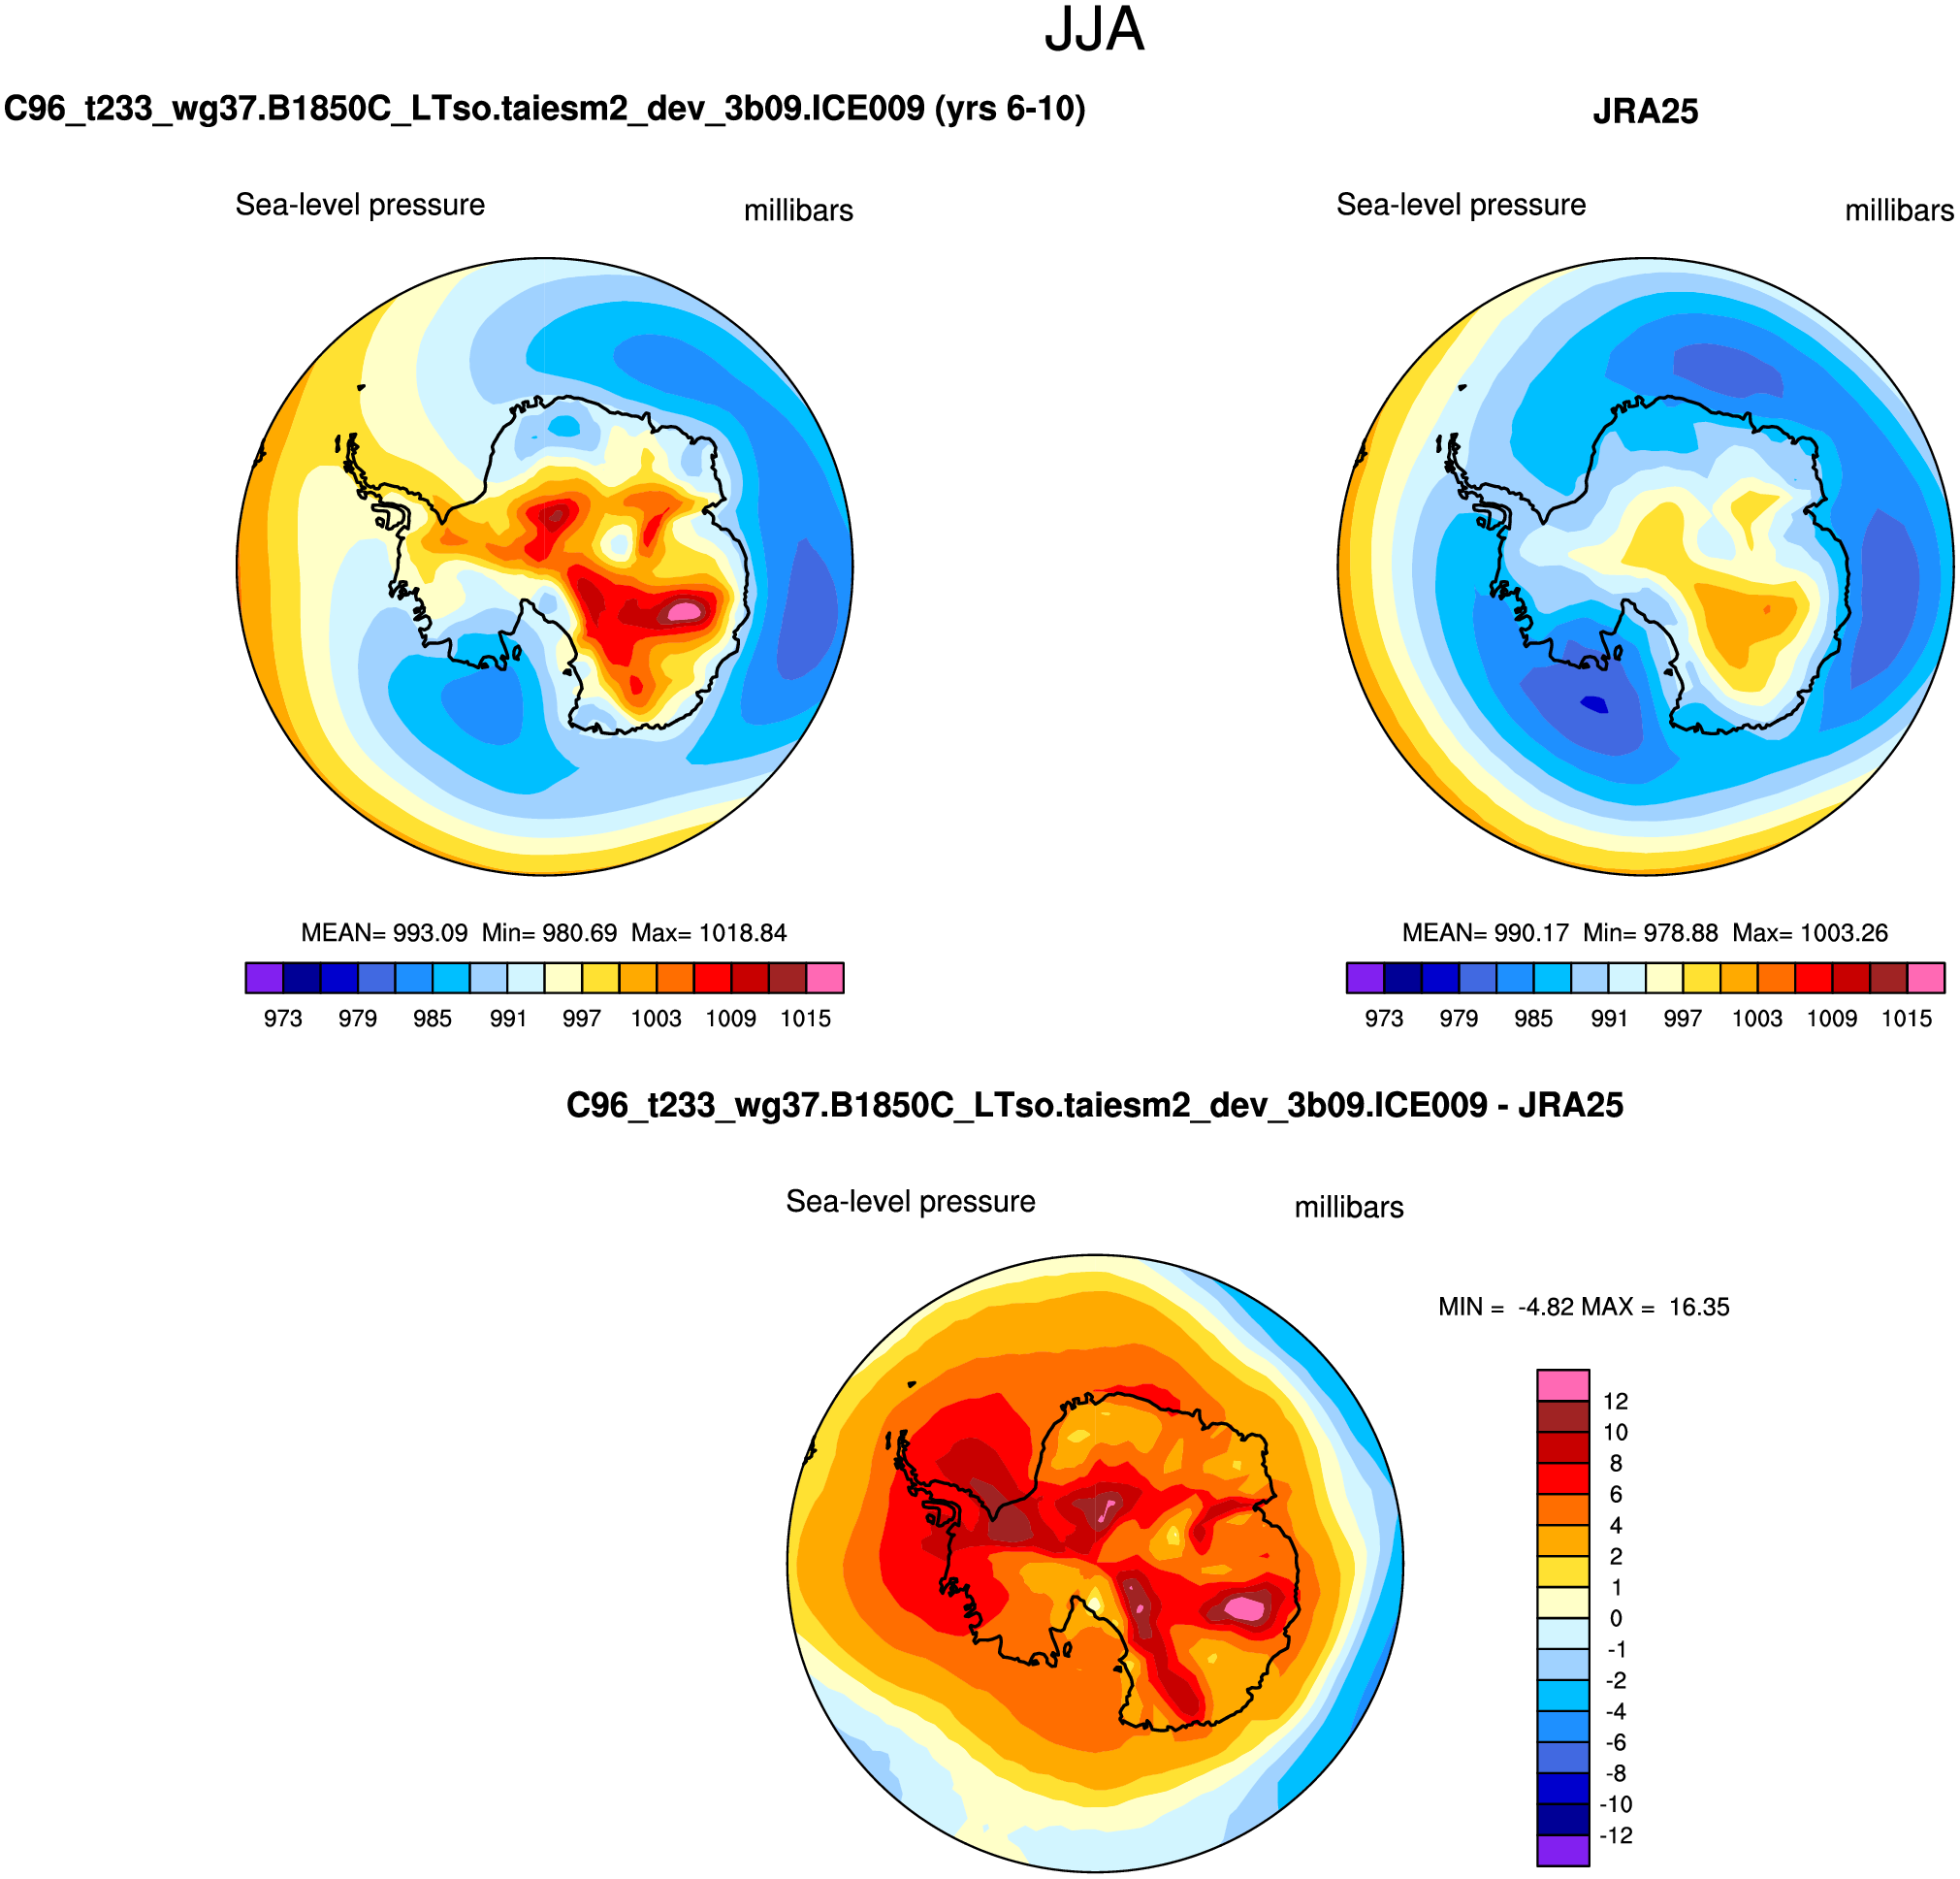 JJA
C96_t233_wg37.B1850C_LTso.taiesm2_dev_3b09.ICE009 (yrs 6-10)
JRA25
Sea-level pressure millibars
Sea-level pressure millibars
MEAN= 993.09 Min= 980.69 Max= 1018.84
MEAN= 990.17 Min= 978.88 Max= 1003.26
973 979 985 991 997 1003 1009 1015
973 979 985 991 997 1003 1009 1015
C96_t233_wg37.B1850C_LTso.taiesm2_dev_3b09.ICE009 - JRA25
Sea-level pressure millibars
MIN = -4.82 MAX = 16.35
12
10
8
6
4
2
1
0
-1
-2
-4
-6
-8
-10
-12